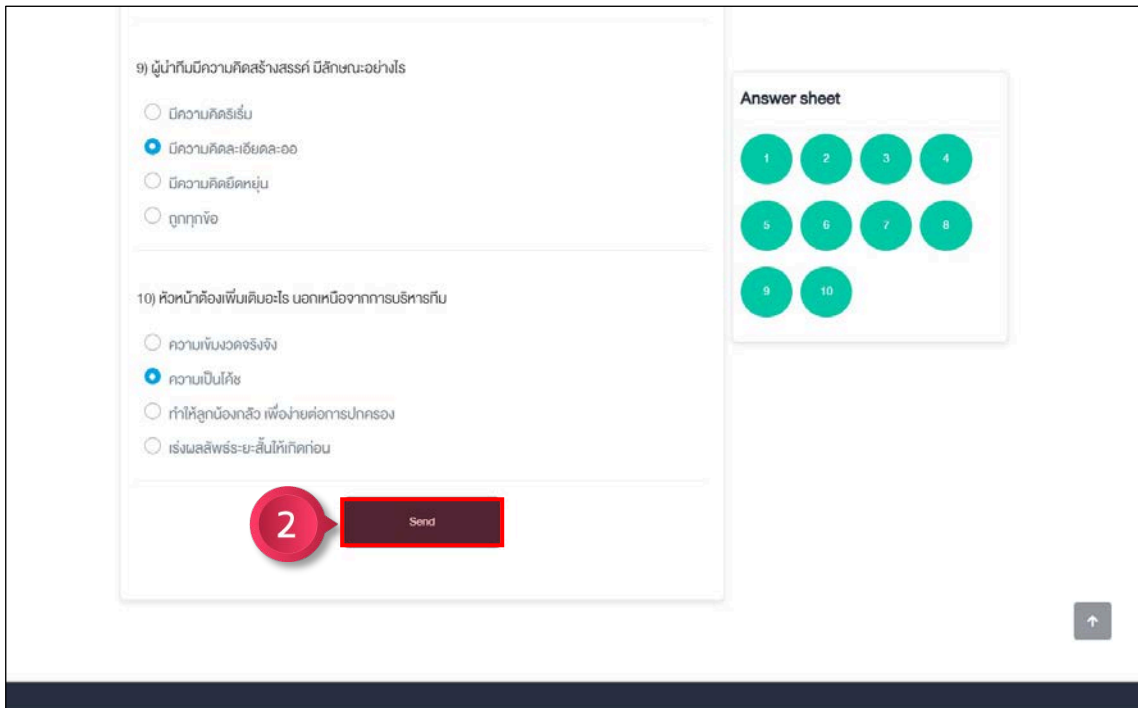 9) ผู้นำทีมมีความคิดสร้างสรรค์ มีลักษณะอย่างไร
มีความคิดริเริ่ม
มีความคิดละเอียดละออ
มีความคิดยืดหยุ่น
ถูกทุกข้อ
10) หัวหน้าต้องเพิ่มเติมอะไร นอกเหนือจากการบริหารทีม
ความเข้มงวดจริงจัง
ความเป็นโค้ช
ทำให้ลูกน้องกลัว เพื่อง่ายต่อการปกครอง
เร่งผลลัพธ์ระยะสั้นให้เกิดก่อน
2
Send
Answer sheet
1 2 3 4
5 6 7 8
9 10